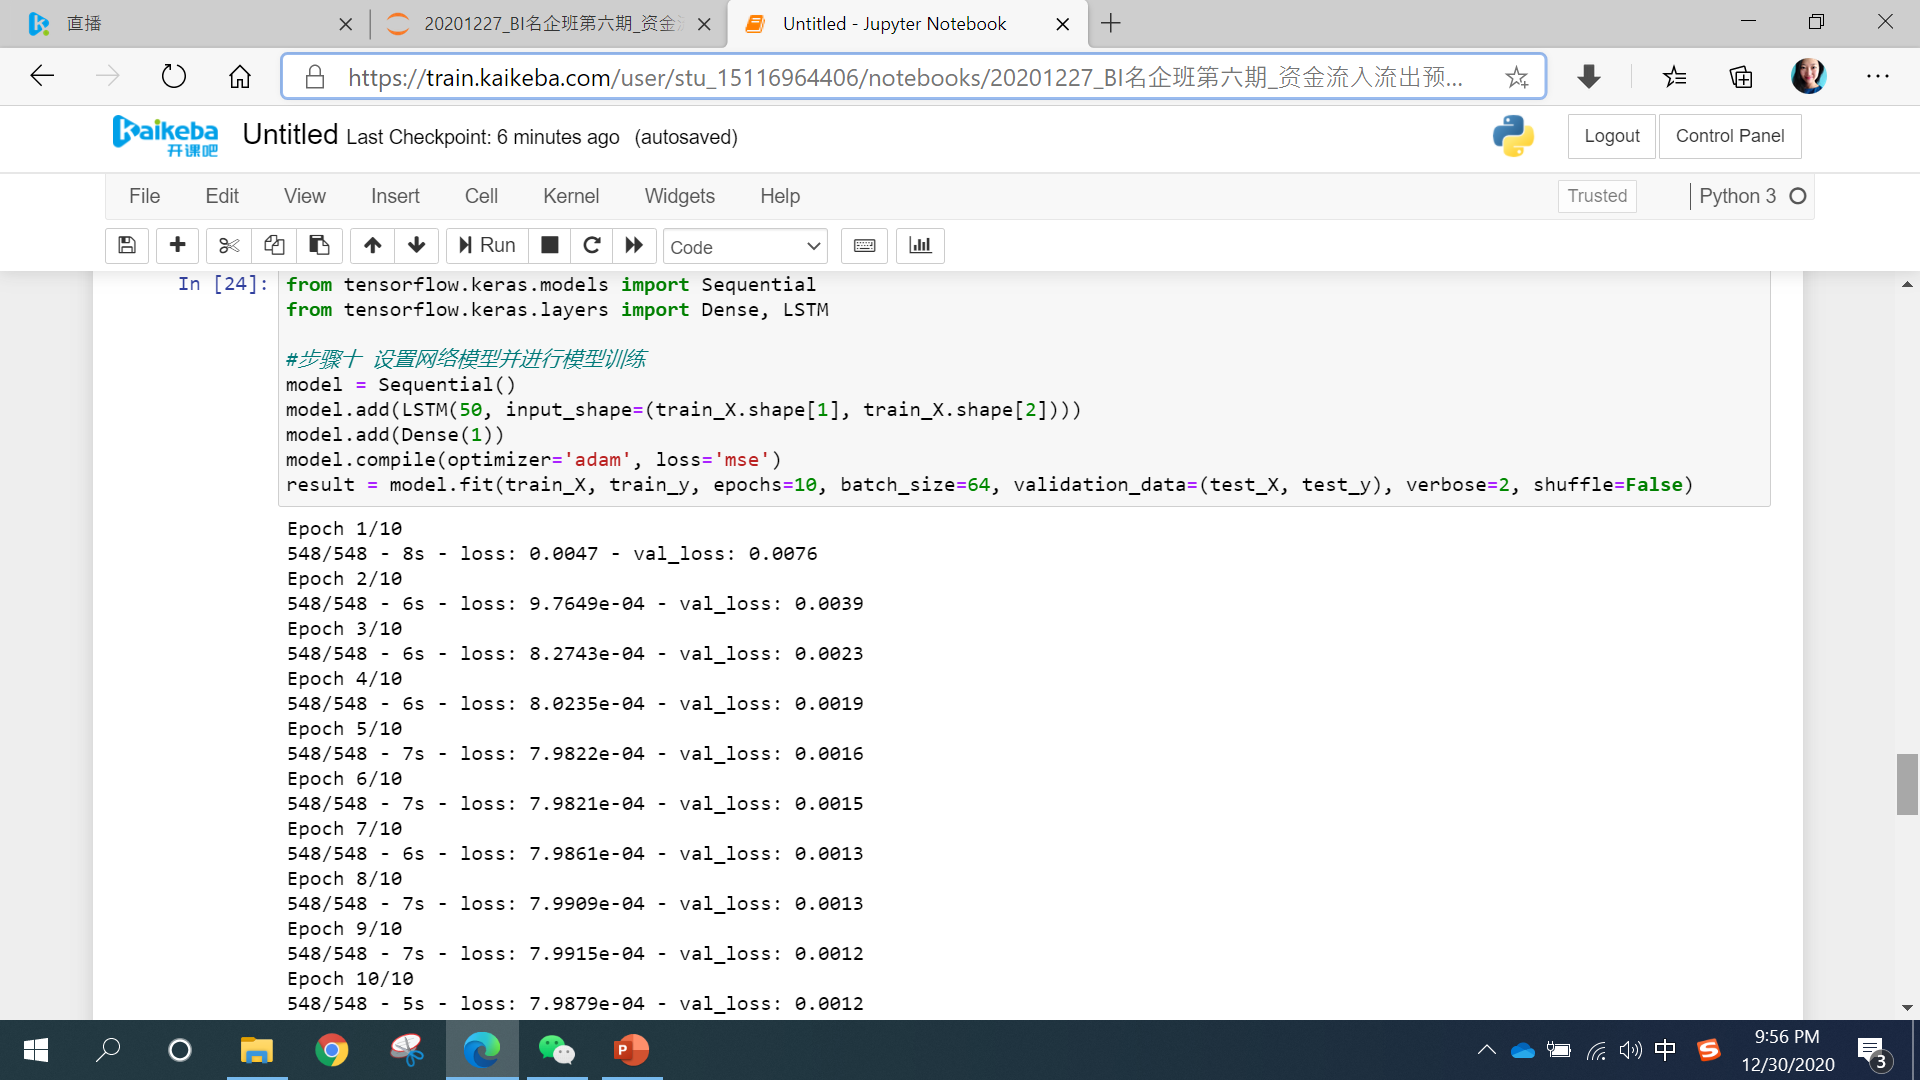 直播
20201227_BI名企班第六期_资金
Untitled - Jupyter Notebook
https://train.kaikeba.com/user/stu_15116964406/notebooks/20201227_BI名企班第六期_资金流入流出预...
Kaikeba
开课吧
Untitled Last Checkpoint: 6 minutes ago (autosaved)
Logout
Control Panel
File Edit View Insert Cell Kernel Widgets Help
Trusted
Python 3
Run
Code
In [24]:
from tensorflow.keras.models import Sequential
from tensorflow.keras.layers import Dense, LSTM
#步骤十 设置网络模型并进行模型训练
model = Sequential()
model.add(LSTM(50, input_shape=(train_X.shape[1], train_X.shape[2])))
model.add(Dense(1))
model.compile(optimizer='adam', loss='mse')
result = model.fit(train_X, train_y, epochs=10, batch_size=64, validation_data=(test_X, test_y), verbose=2, shuffle=False)
Epoch 1/10
548/548 - 8s - loss: 0.0047 - val_loss: 0.0076
Epoch 2/10
548/548 - 6s - loss: 9.7649e-04 - val_loss: 0.0039
Epoch 3/10
548/548 - 6s - loss: 8.2743e-04 - val_loss: 0.0023
Epoch 4/10
548/548 - 6s - loss: 8.0235e-04 - val_loss: 0.0019
Epoch 5/10
548/548 - 7s - loss: 7.9822e-04 - val_loss: 0.0016
Epoch 6/10
548/548 - 7s - loss: 7.9821e-04 - val_loss: 0.0015
Epoch 7/10
548/548 - 6s - loss: 7.9861e-04 - val_loss: 0.0013
Epoch 8/10
548/548 - 7s - loss: 7.9909e-04 - val_loss: 0.0013
Epoch 9/10
548/548 - 7s - loss: 7.9915e-04 - val_loss: 0.0012
Epoch 10/10
548/548 - 5s - loss: 7.9879e-04 - val_loss: 0.0012
中
9:56 PM
12/30/2020
3